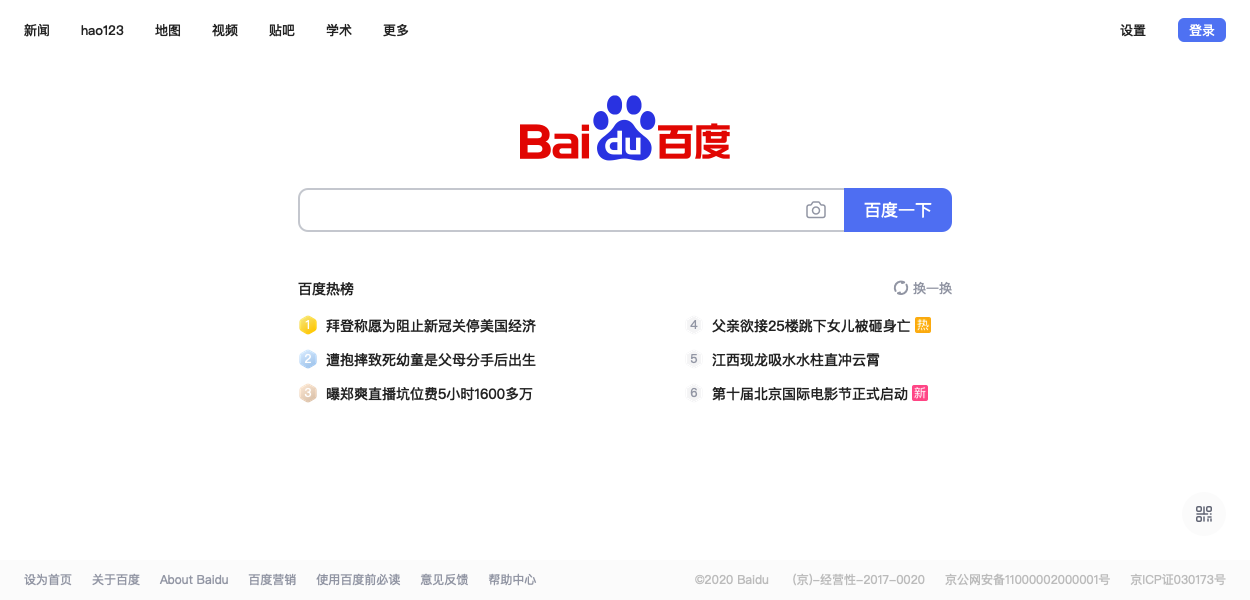 新闻 hao123 地图 视频 贴吧 学术 更多 设置 登录
Bai du 百度
百度一下
百度热榜 换一换
1 拜登称愿为阻止新冠关停美国经济
2 遭抱摔致死幼童是父母分手后出生
3 曝郑爽直播坑位费5小时1600多万
4 父亲欲接25楼跳下女儿被砸身亡 热
5 江西现龙吸水水柱直冲云霄
6 第十届北京国际电影节正式启动 新
设为首页 关于百度 About Baidu 百度营销 使用百度前必读 意见反馈 帮助中心 ©2020 Baidu (京)-经营性-2017-0020 京公网安备11000002000001号 京ICP证030173号